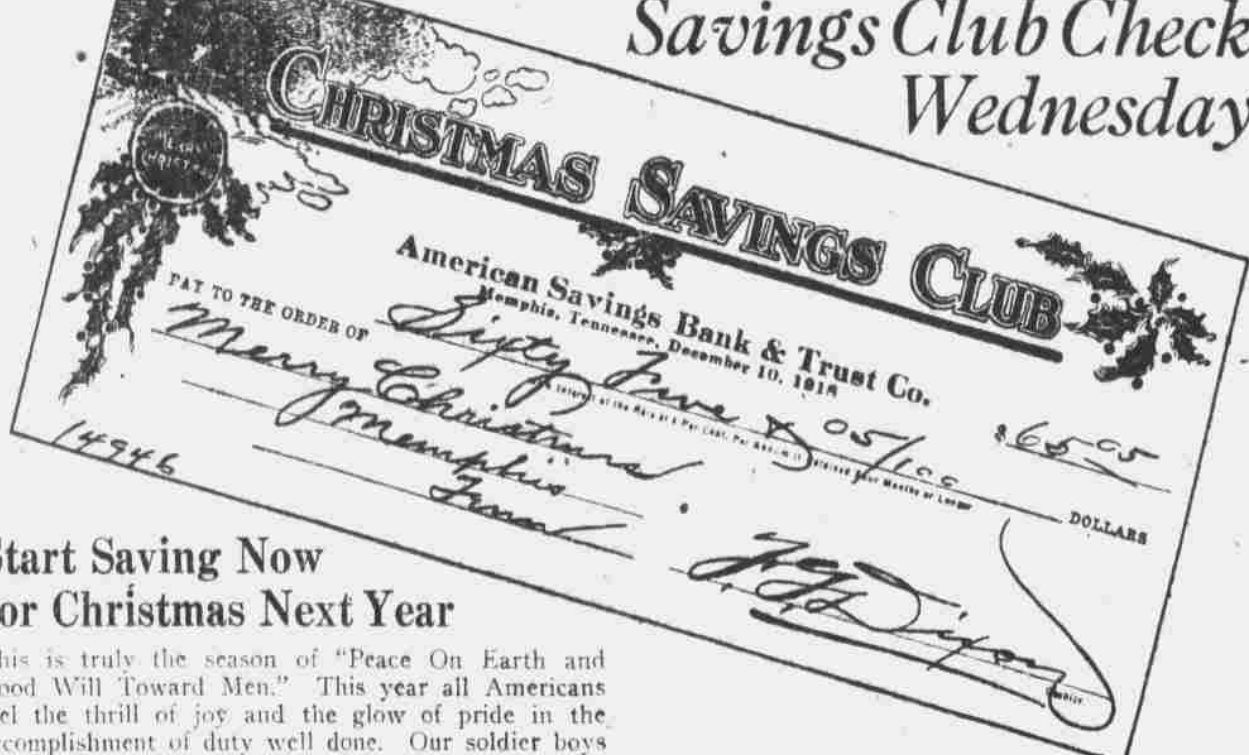 Savings Club Check
Wednesday
CHRISTMAS SAVINGS CLUB
American Savings Bank & Trust Co.
Memphis, Tennessee, December 10, 1918
PAY TO THE ORDER OF
Sixty Five & 05/100 $65 05
DOLLARS
Merry Christmas
Memphis
Tenn
14946
tart Saving Now
or Christmas Next Year
his is truly the season of "Peace On Earth and
ood Will Toward Men." This year all Americans
el the thrill of joy and the glow of pride in the
complishment of duty well done. Our soldier boys